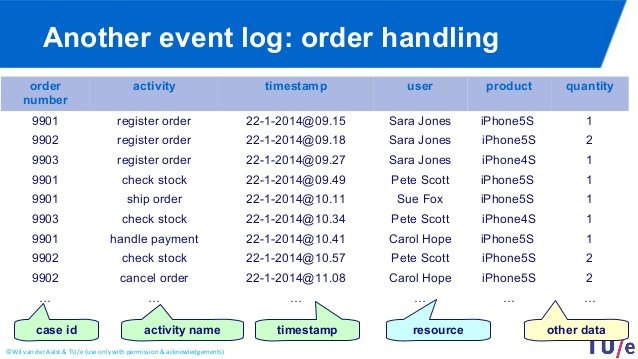 Another event log: order handling
order number activity timestamp user product quantity
9901 register order 22-1-2014@09.15 Sara Jones iPhone5S 1
9902 register order 22-1-2014@09.18 Sara Jones iPhone5S 2
9903 register order 22-1-2014@09.27 Sara Jones iPhone4S 1
9901 check stock 22-1-2014@09.49 Pete Scott iPhone5S 1
9901 ship order 22-1-2014@10.11 Sue Fox iPhone5S 1
9903 check stock 22-1-2014@10.34 Pete Scott iPhone4S 1
9901 handle payment 22-1-2014@10.41 Carol Hope iPhone5S 1
9902 check stock 22-1-2014@10.57 Pete Scott iPhone5S 2
9902 cancel order 22-1-2014@11.08 Carol Hope iPhone5S 2
... ... ... ... ... ...
case id activity name timestamp resource other data
TU/e
©Wil van der Aalst & TU/e (use only with permission & acknowledgements)